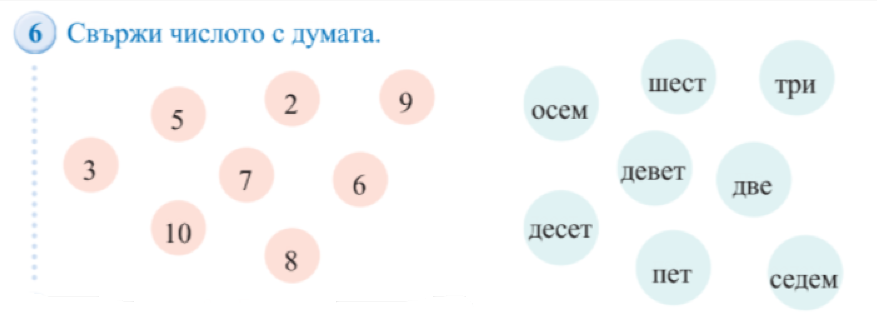 6 Свържи числото с думата.
5
2
9
3
7
6
10
8
осем
шест
три
девет
две
десет
пет
седем